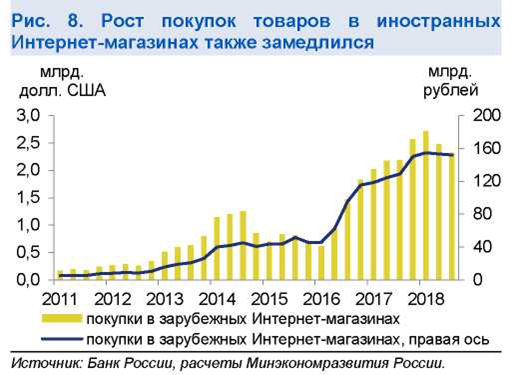 Рис. 8. Рост покупок товаров в иностранных
Интернет-магазинах также замедлился
млрд.
долл. США
млрд.
рублей
3,0
2,5
2,0
1,5
1,0
0,5
0,0
200
160
120
80
40
0
2011 2012 2013 2014 2015 2016 2017 2018
покупки в зарубежных Интернет-магазинах
покупки в зарубежных Интернет-магазинах, правая ось
Источник: Банк России, расчеты Минэкономразвития России.